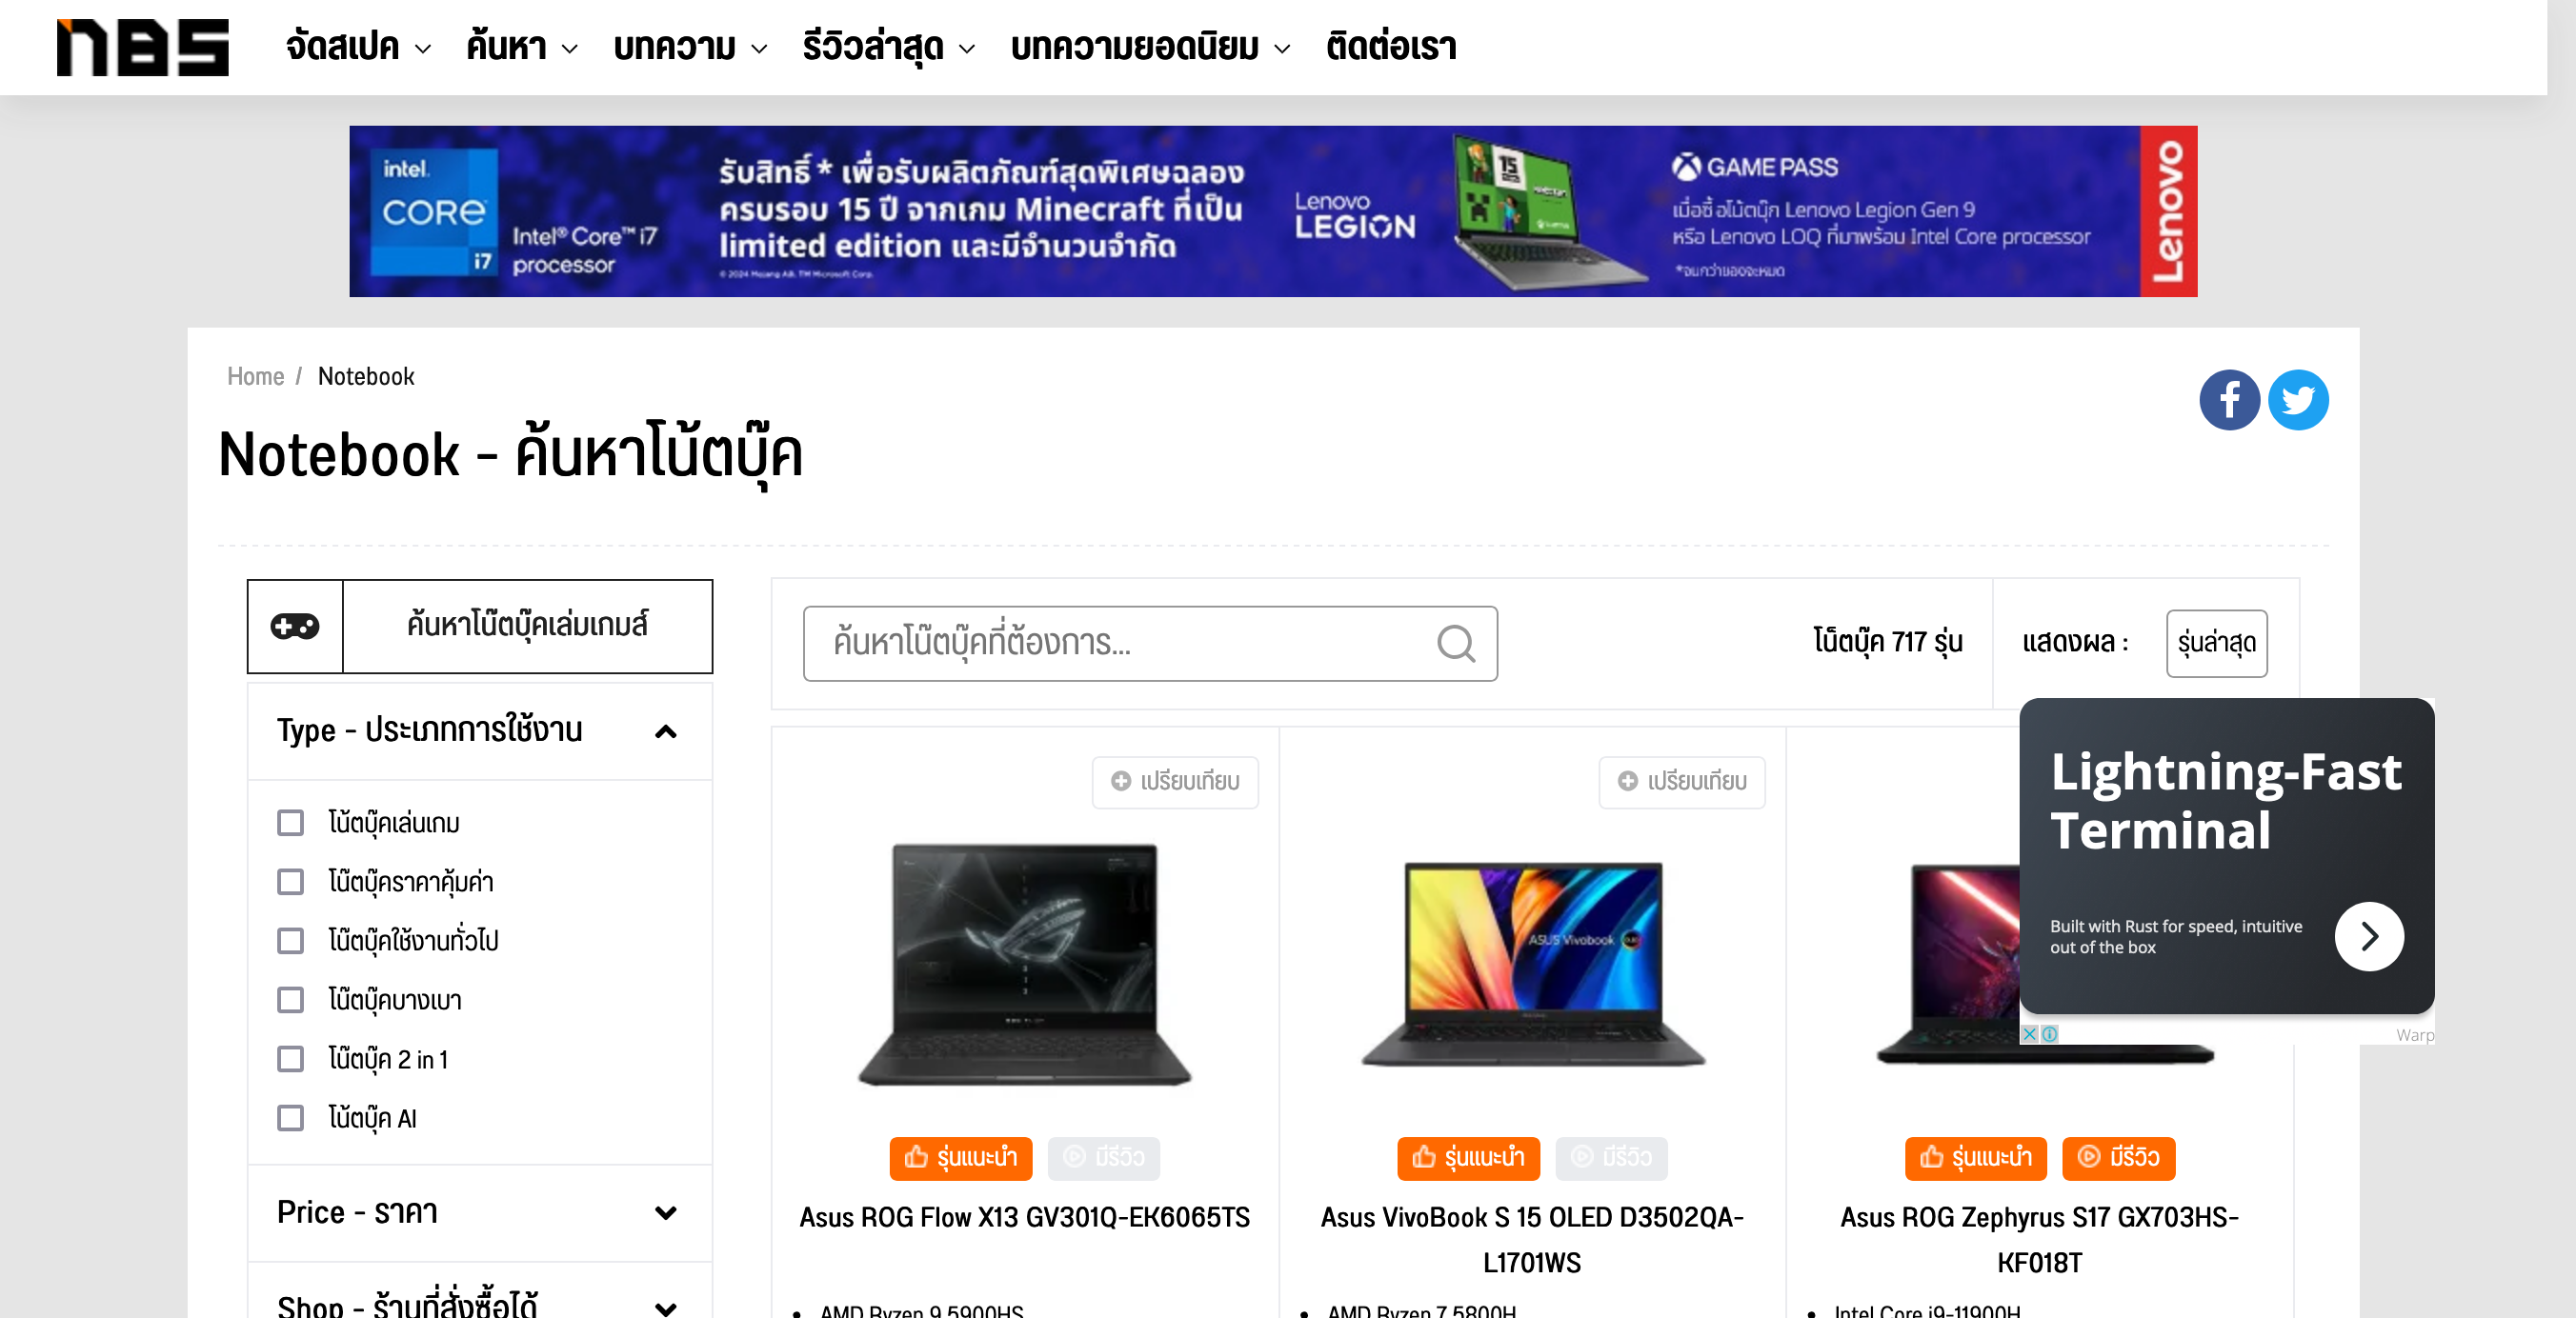 NBS
จัดสเปค
ค้นหา
บทความ
รีวิวล่าสุด
บทความยอดนิยม
ติดต่อเรา
intel.
CORE
i7
Intel® Core™ i7
processor
รับสิทธิ์ * เพื่อรับผลิตภัณฑ์สุดพิเศษฉลอง
ครบรอบ 15 ปี จากเกม Minecraft ที่เป็น
limited edition และมีจำนวนจำกัด
© 2024 Mojang AB. TM Microsoft Corp.
Lenovo
LEGION
15
GAME PASS
เมื่อซื้อโน้ตบุ๊ก Lenovo Legion Gen 9
หรือ Lenovo LOQ ที่มาพร้อม Intel Core processor
*จนกว่าของจะหมด
Lenovo
Home / Notebook
Notebook - ค้นหาโน้ตบุ๊ค
ค้นหาโน๊ตบุ๊คเล่มเกมส์
ค้นหาโน๊ตบุ๊คที่ต้องการ...
โน็ตบุ๊ค 717 รุ่น
แสดงผล :
รุ่นล่าสุด
Type - ประเภทการใช้งาน
โน้ตบุ๊คเล่นเกม
โน๊ตบุ๊คราคาคุ้มค่า
โน๊ตบุ๊คใช้งานทั่วไป
โน๊ตบุ๊คบางเบา
โน๊ตบุ๊ค 2 in 1
โน้ตบุ๊ค AI
Price - ราคา
Shop - ร้านที่สั่งซื้อได้
เปรียบเทียบ
เปรียบเทียบ
ASUS Vivobook
Lightning-Fast
Terminal
Built with Rust for speed, intuitive
out of the box
Warp
รุ่นแนะนำ
มีรีวิว
รุ่นแนะนำ
มีรีวิว
รุ่นแนะนำ
มีรีวิว
Asus ROG Flow X13 GV301Q-EK6065TS
Asus VivoBook S 15 OLED D3502QA-
L1701WS
Asus ROG Zephyrus S17 GX703HS-
KF018T
AMD Ryzen 9 5900HS
AMD Ryzen 7 5800H
Intel Core i9-11900H